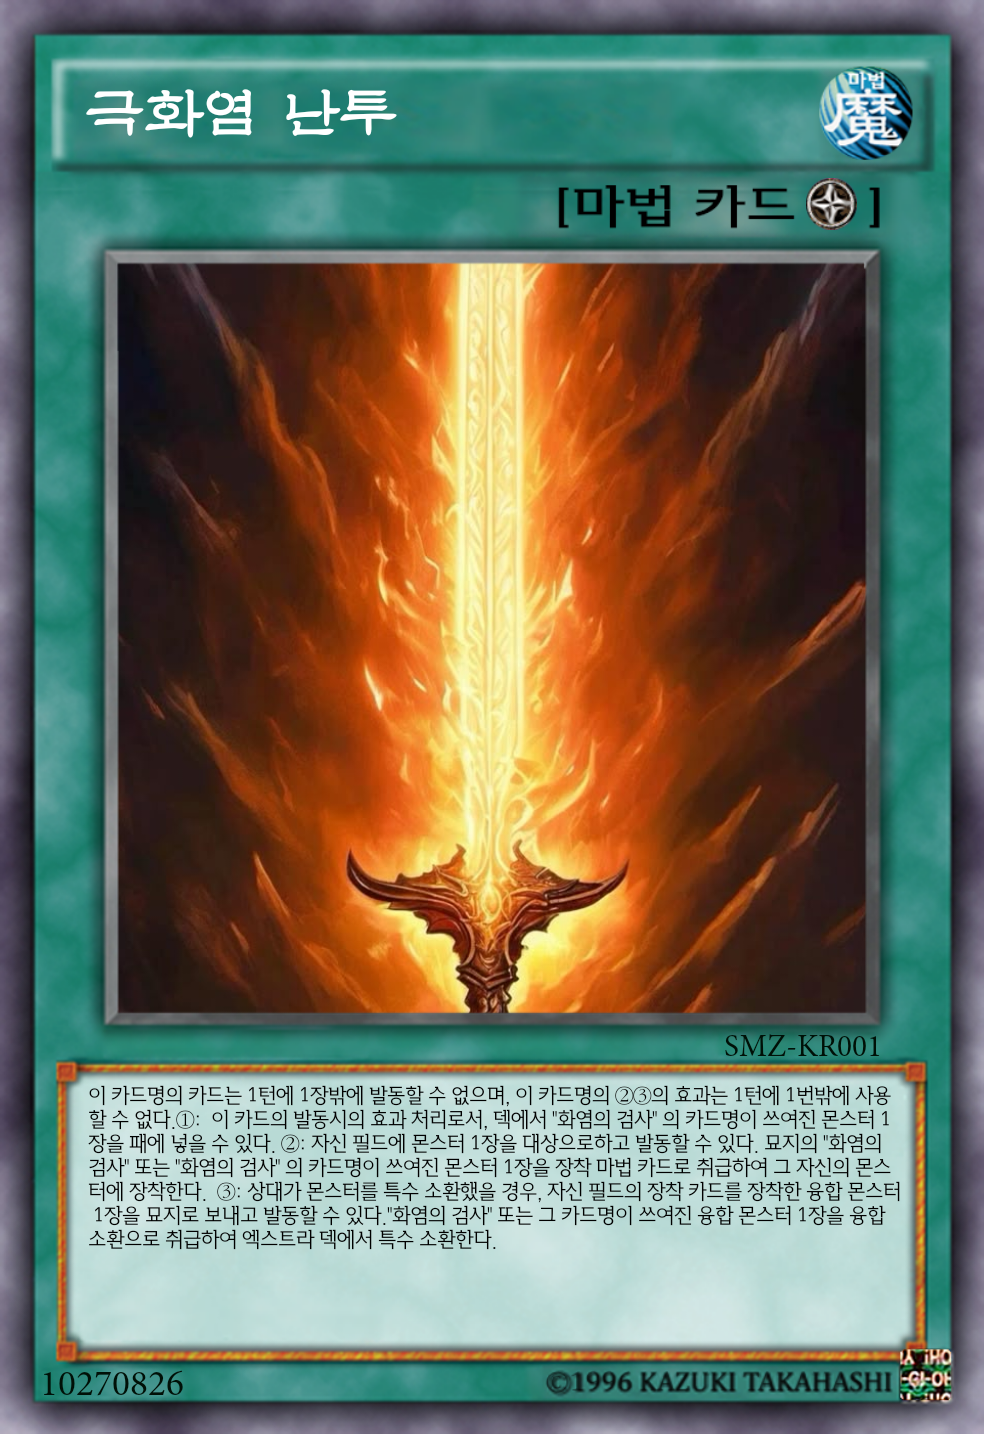 극화염 난투
마법
魔
[마법 카드]
SMZ-KR001
이 카드명의 카드는 1턴에 1장밖에 발동할 수 없으며, 이 카드명의 ②③의 효과는 1턴에 1번밖에 사용
할 수 없다.①: 이 카드의 발동시의 효과 처리로서, 덱에서 "화염의 검사" 의 카드명이 쓰여진 몬스터 1
장을 패에 넣을 수 있다. ②: 자신 필드에 몬스터 1장을 대상으로하고 발동할 수 있다. 묘지의 "화염의
검사" 또는 "화염의 검사" 의 카드명이 쓰여진 몬스터 1장을 장착 마법 카드로 취급하여 그 자신의 몬스
터에 장착한다. ③: 상대가 몬스터를 특수 소환했을 경우, 자신 필드의 장착 카드를 장착한 융합 몬스터
1장을 묘지로 보내고 발동할 수 있다."화염의 검사" 또는 그 카드명이 쓰여진 융합 몬스터 1장을 융합
소환으로 취급하여 엑스트라 덱에서 특수 소환한다.
10270826
©1996 KAZUKI TAKAHASHI